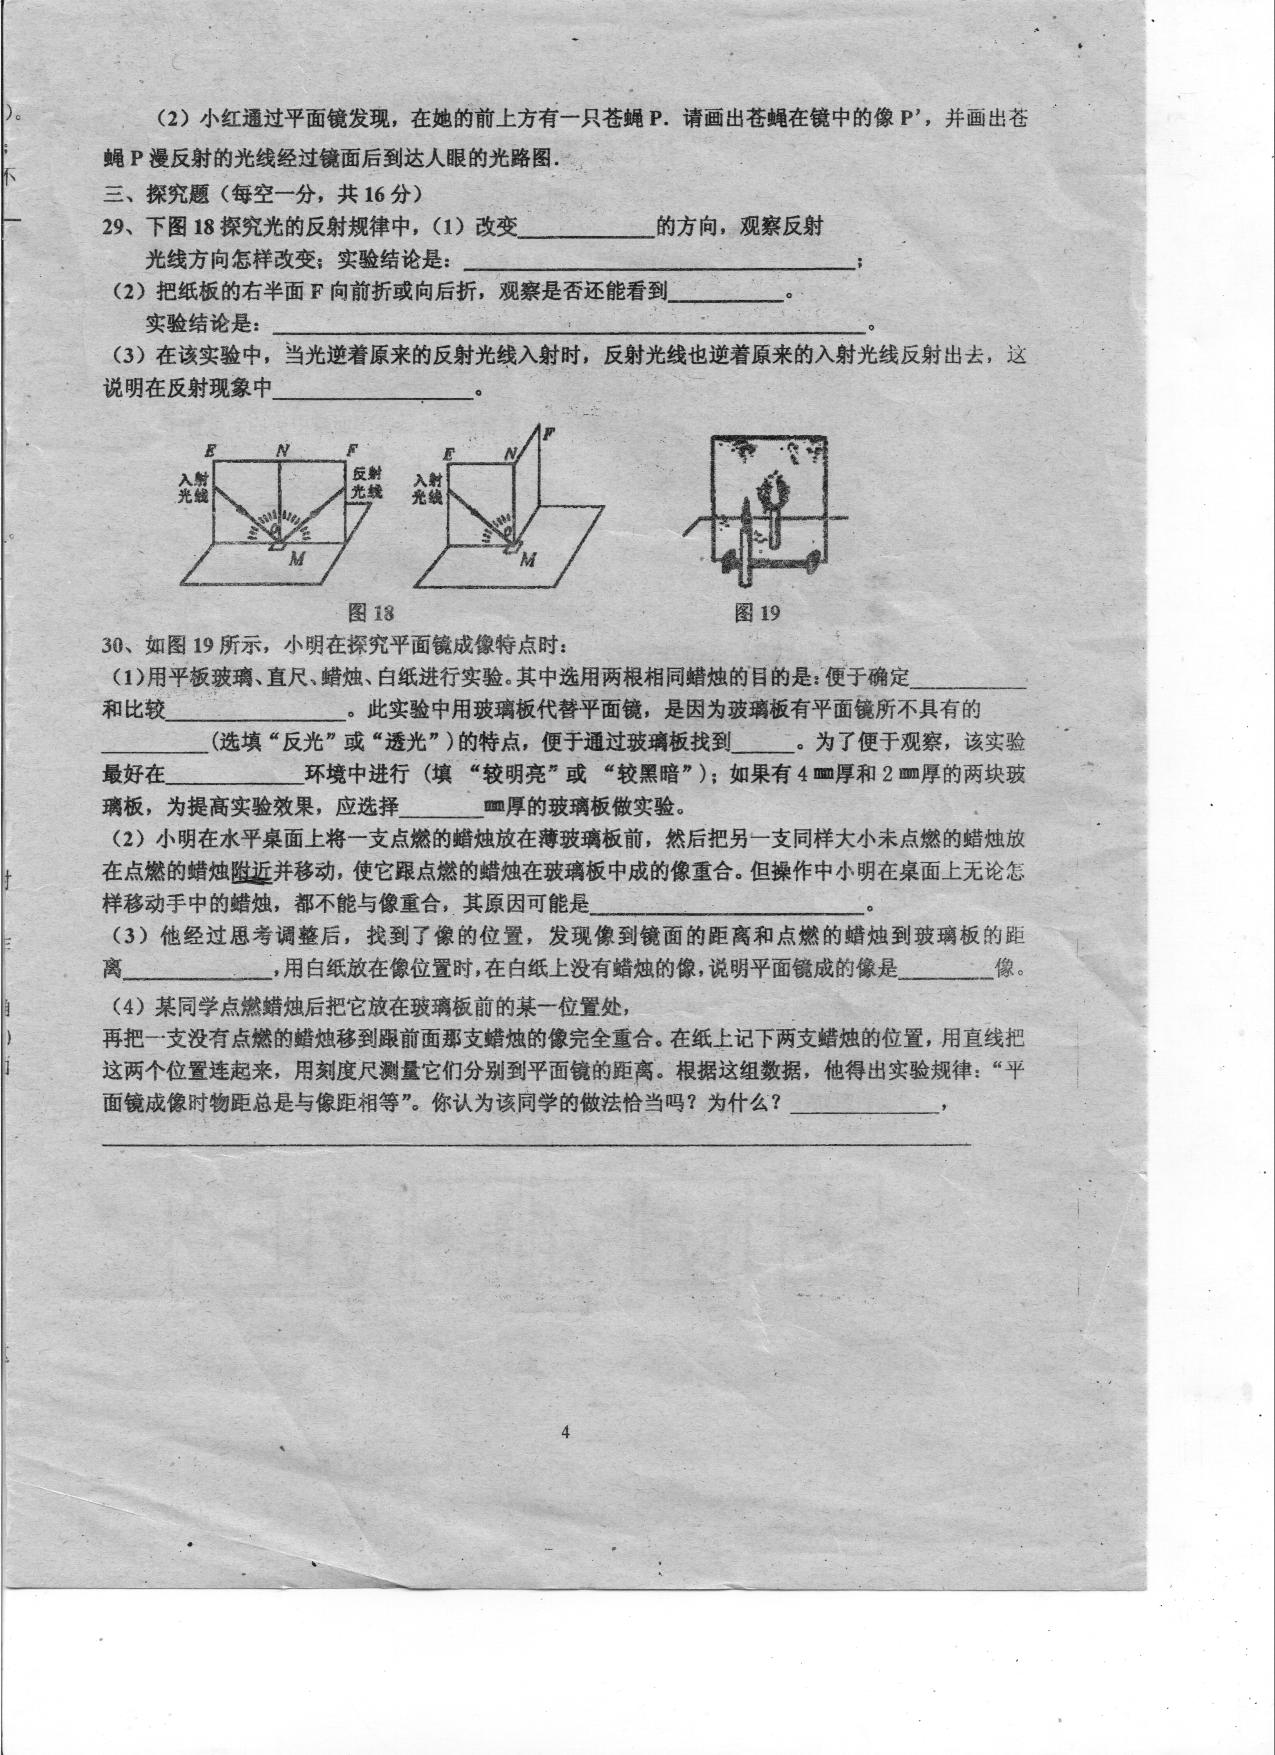 （2）小红通过平面镜发现，在她的前上方有一只苍蝇 P．请画出苍蝇在镜中的像 P′，并画出苍
蝇 P 漫反射的光线经过镜面后到达人眼的光路图．
三、探究题（每空一分，共 16 分）
29、下图 18 探究光的反射规律中，（1）改变____________的方向，观察反射
光线方向怎样改变；实验结论是：____________________________________；
（2）把纸板的右半面 F 向前折或向后折，观察是否还能看到__________。
实验结论是：______________________________________________________。
（3）在该实验中，当光逆着原来的反射光线入射时，反射光线也逆着原来的入射光线反射出去，这
说明在反射现象中__________________。
E N F
入射
光线
反射
光线
O
M
E N F
入射
光线
O
M
图 18
图 19
30、如图 19 所示，小明在探究平面镜成像特点时：
（1）用平板玻璃、直尺、蜡烛、白纸进行实验。其中选用两根相同蜡烛的目的是：便于确定__________
和比较________________。此实验中用玻璃板代替平面镜，是因为玻璃板有平面镜所不具有的
__________(选填“反光”或“透光”)的特点，便于通过玻璃板找到______。为了便于观察，该实验
最好在____________环境中进行 (填 “较明亮”或 “较黑暗”)；如果有 4 ㎜厚和 2 ㎜厚的两块玻
璃板，为提高实验效果，应选择________㎜厚的玻璃板做实验。
（2）小明在水平桌面上将一支点燃的蜡烛放在薄玻璃板前，然后把另一支同样大小未点燃的蜡烛放
在点燃的蜡烛附近并移动，使它跟点燃的蜡烛在玻璃板中成的像重合。但操作中小明在桌面上无论怎
样移动手中的蜡烛，都不能与像重合，其原因可能是________________________。
（3）他经过思考调整后，找到了像的位置，发现像到镜面的距离和点燃的蜡烛到玻璃板的距
离_____________,用白纸放在像位置时,在白纸上没有蜡烛的像,说明平面镜成的像是________像。
（4）某同学点燃蜡烛后把它放在玻璃板前的某一位置处，
再把一支没有点燃的蜡烛移到跟前面那支蜡烛的像完全重合。在纸上记下两支蜡烛的位置，用直线把
这两个位置连起来，用刻度尺测量它们分别到平面镜的距离。根据这组数据，他得出实验规律：“平
面镜成像时物距总是与像距相等”。你认为该同学的做法恰当吗？为什么？_____________，
________________________________________________________________________________
4